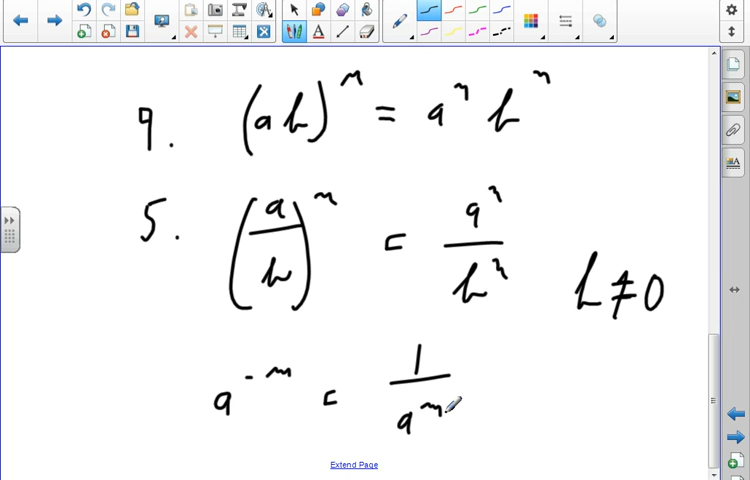 4. (ab)^n = a^n b^n
5. (a/b)^n = a^n/b^n b≠0
a^-n = 1/a^n
Extend Page